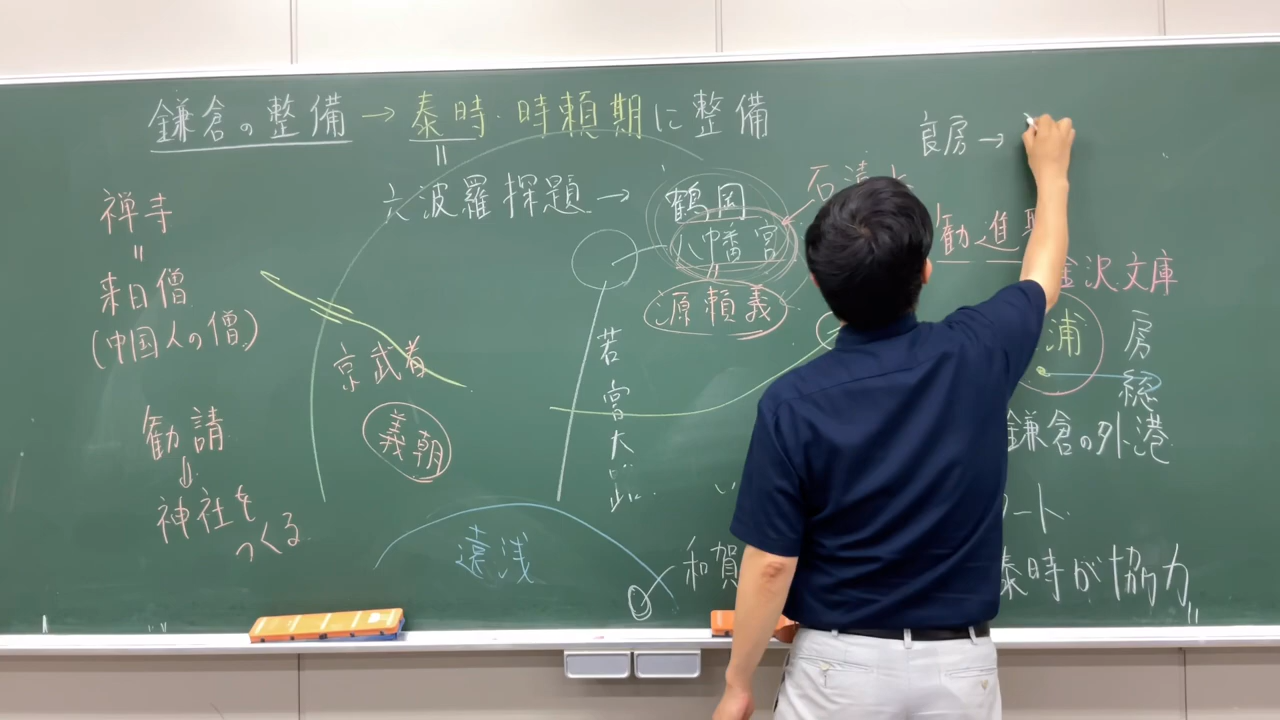 鎌倉の整備→泰時・時頼期に整備
||
六波羅探題→
鶴岡
八幡宮
||
源頼義
石清水
良房→
勧進
金沢文庫
浦
房
総
鎌倉の外港
ート
泰時が協力
禅寺
||
来日僧
(中国人の僧)
勧請
⇓
神社を
つくる
京武者
義朝
若宮大
遠浅
和賀